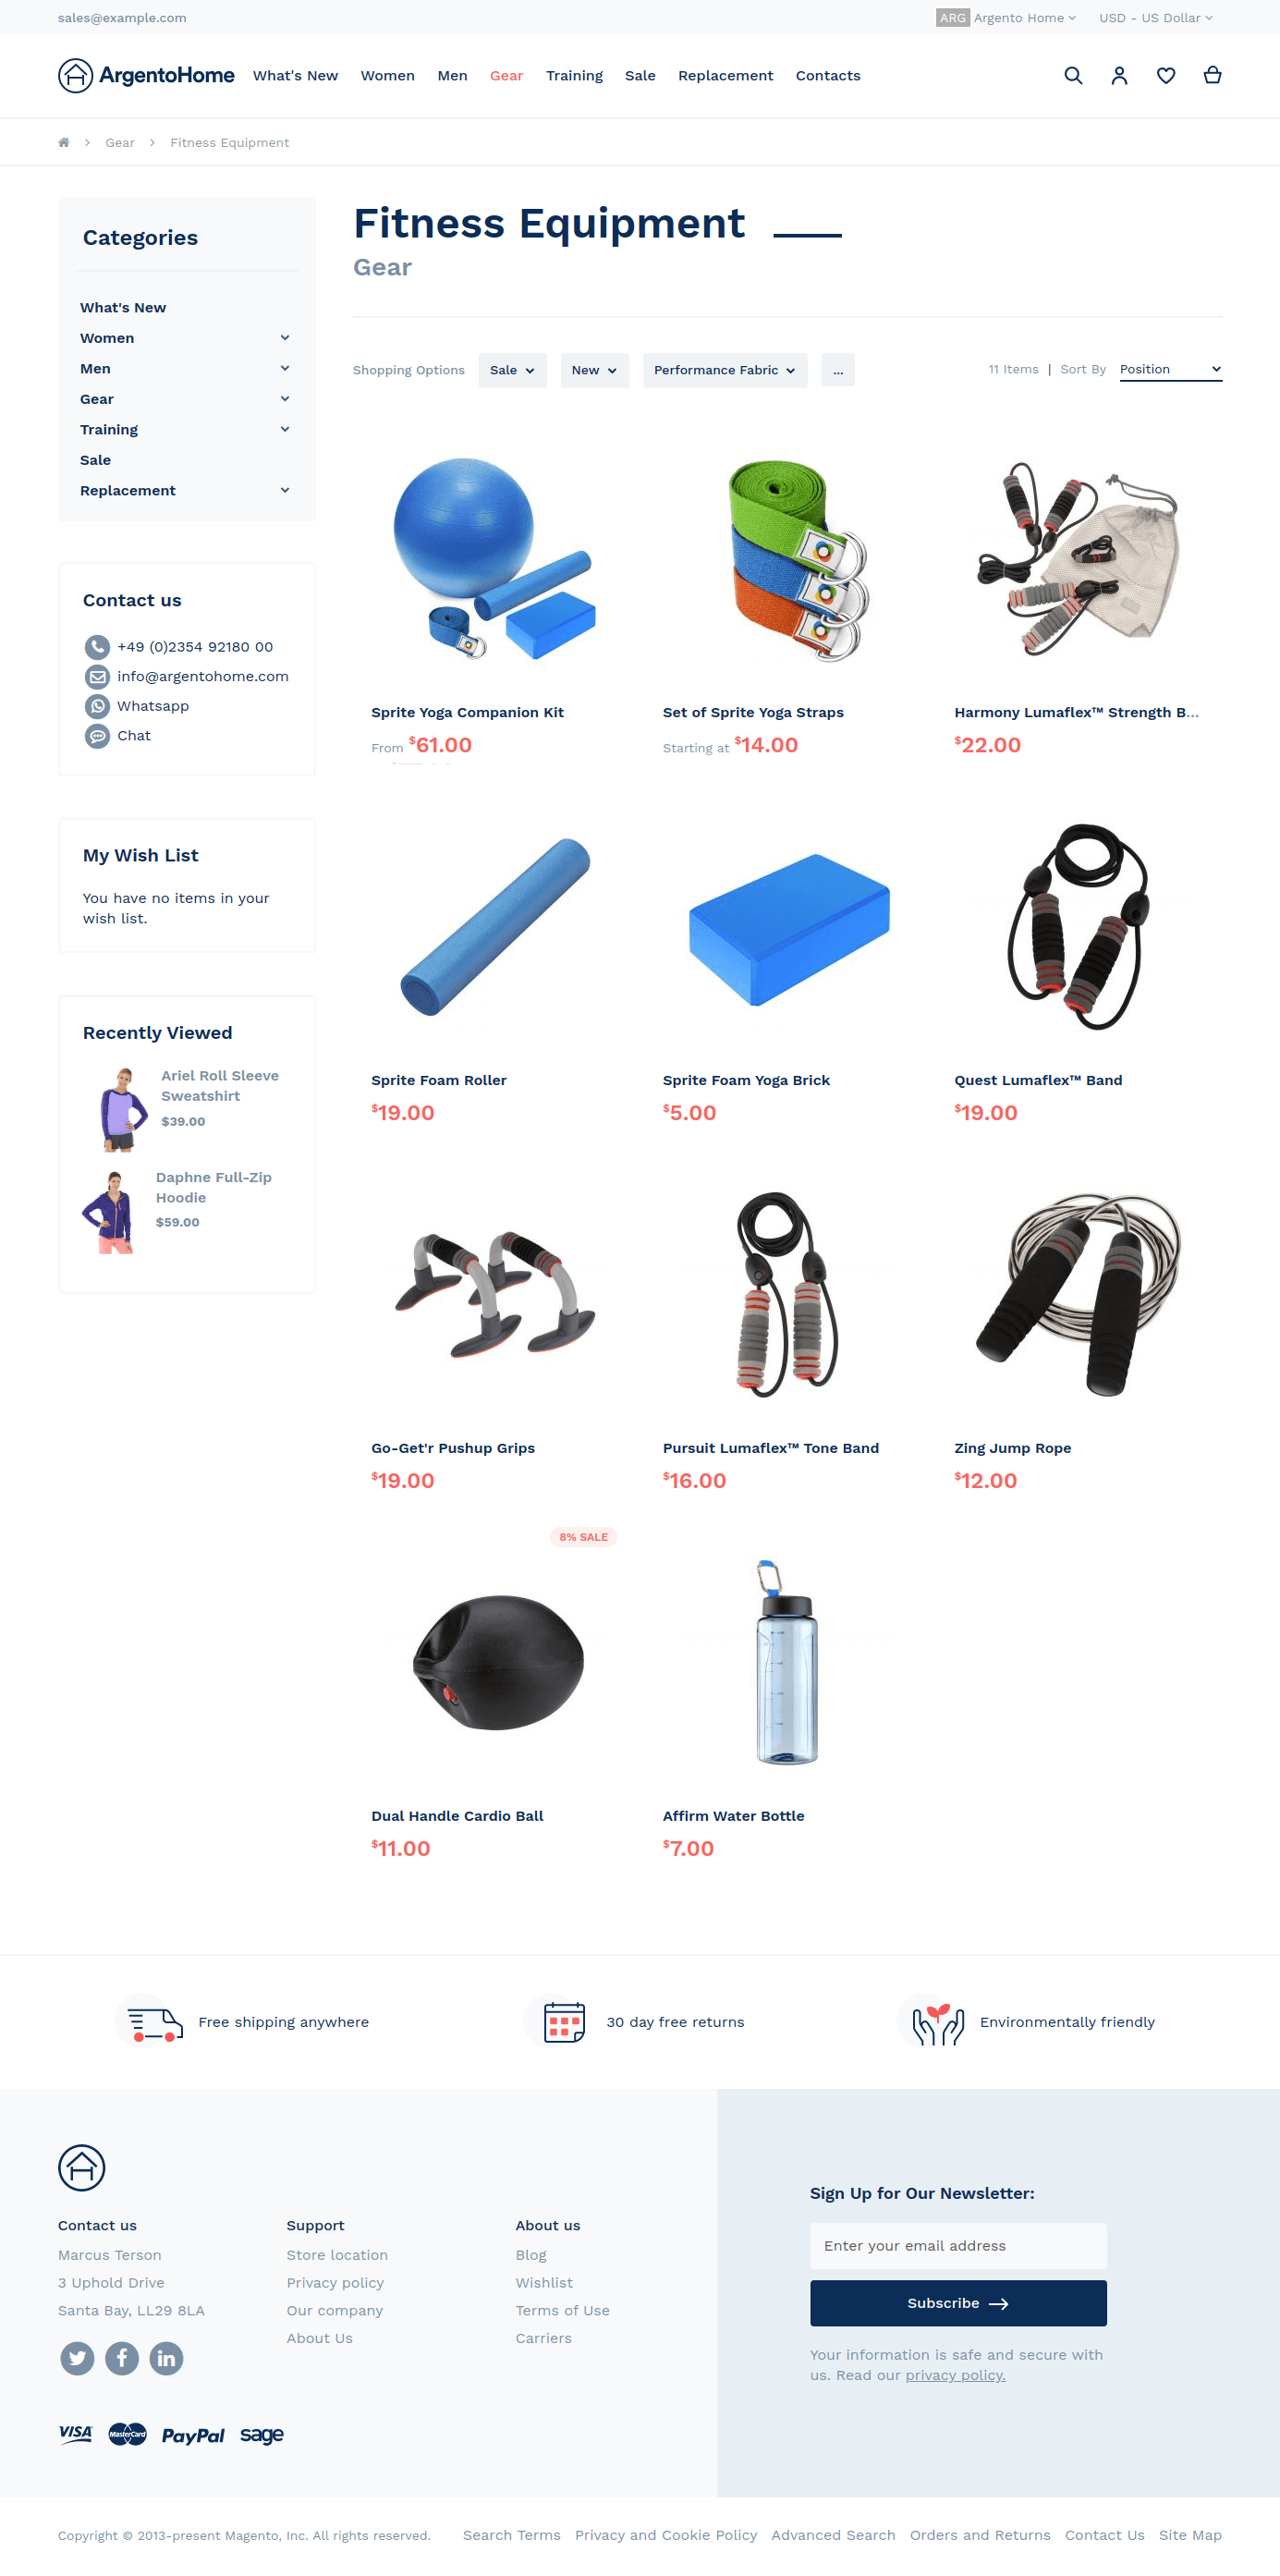 sales@example.com
ARG Argento Home
USD - US Dollar
ArgentoHome
What's New
Women
Men
Gear
Training
Sale
Replacement
Contacts
Gear
Fitness Equipment
Categories
What's New
Women
Men
Gear
Training
Sale
Replacement
Contact us
+49 (0)2354 92180 00
info@argentohome.com
Whatsapp
Chat
My Wish List
You have no items in your
wish list.
Recently Viewed
Ariel Roll Sleeve
Sweatshirt
$39.00
Daphne Full-Zip
Hoodie
$59.00
Fitness Equipment
Gear
Shopping Options
Sale
New
Performance Fabric
...
11 Items | Sort By Position
Sprite Yoga Companion Kit
From $61.00
Set of Sprite Yoga Straps
Starting at $14.00
Harmony Lumaflex™ Strength B...
$22.00
Sprite Foam Roller
$19.00
Sprite Foam Yoga Brick
$5.00
Quest Lumaflex™ Band
$19.00
Go-Get'r Pushup Grips
$19.00
Pursuit Lumaflex™ Tone Band
$16.00
Zing Jump Rope
$12.00
8% SALE
Dual Handle Cardio Ball
$11.00
Affirm Water Bottle
$7.00
Free shipping anywhere
30 day free returns
Environmentally friendly
Contact us
Marcus Terson
3 Uphold Drive
Santa Bay, LL29 8LA
Support
Store location
Privacy policy
Our company
About Us
About us
Blog
Wishlist
Terms of Use
Carriers
VISA
MasterCard
PayPal
sage
Sign Up for Our Newsletter:
Enter your email address
Subscribe
Your information is safe and secure with
us. Read our privacy policy.
Copyright © 2013-present Magento, Inc. All rights reserved.
Search Terms
Privacy and Cookie Policy
Advanced Search
Orders and Returns
Contact Us
Site Map